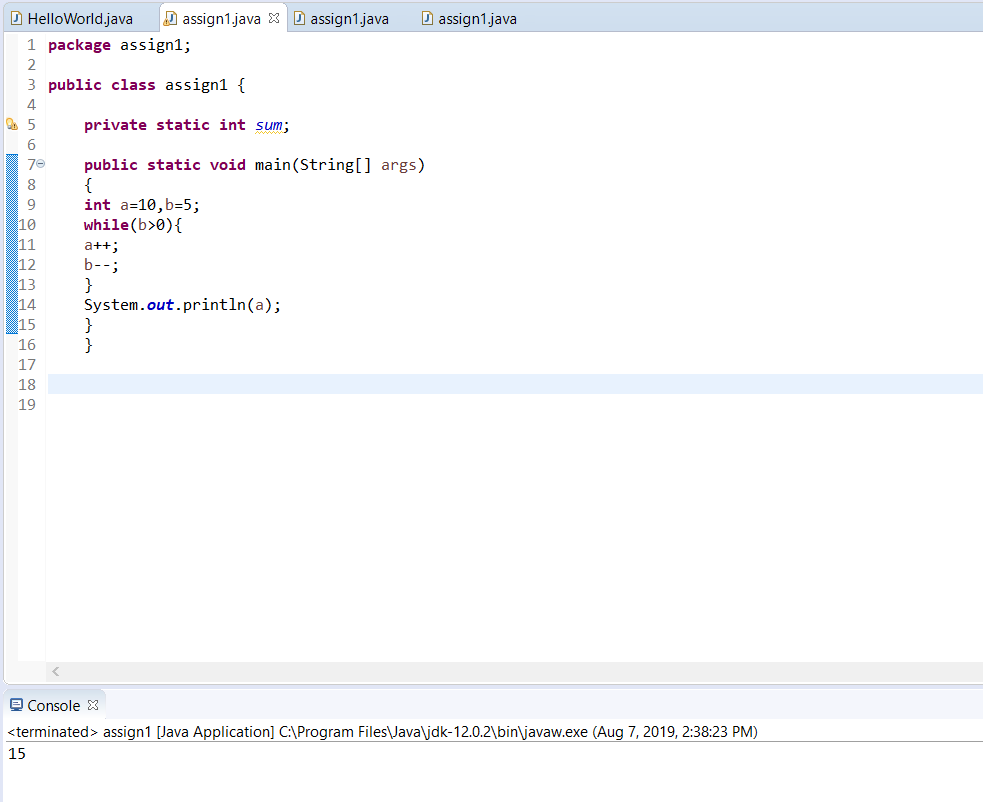 HelloWorld.java assign1.java assign1.java assign1.java
1 package assign1;
2
3 public class assign1 {
4
5 private static int sum;
6
7 public static void main(String[] args)
8 {
9 int a=10,b=5;
10 while(b>0){
11 a++;
12 b--;
13 }
14 System.out.println(a);
15 }
16 }
17
18
19
Console
<terminated> assign1 [Java Application] C:\Program Files\Java\jdk-12.0.2\bin\javaw.exe (Aug 7, 2019, 2:38:23 PM)
15